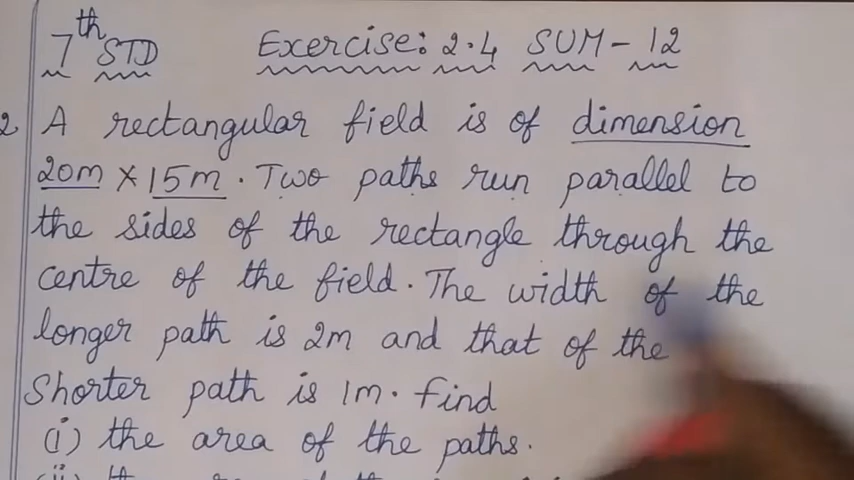 7th STD Exercise: 2.4 SUM - 12
2 A rectangular field is of dimension
20m × 15m. Two paths run parallel to
the sides of the rectangle through the
centre of the field. The width of the
longer path is 2m and that of the
Shorter path is 1m. find
(i) the area of the paths.
(ii)